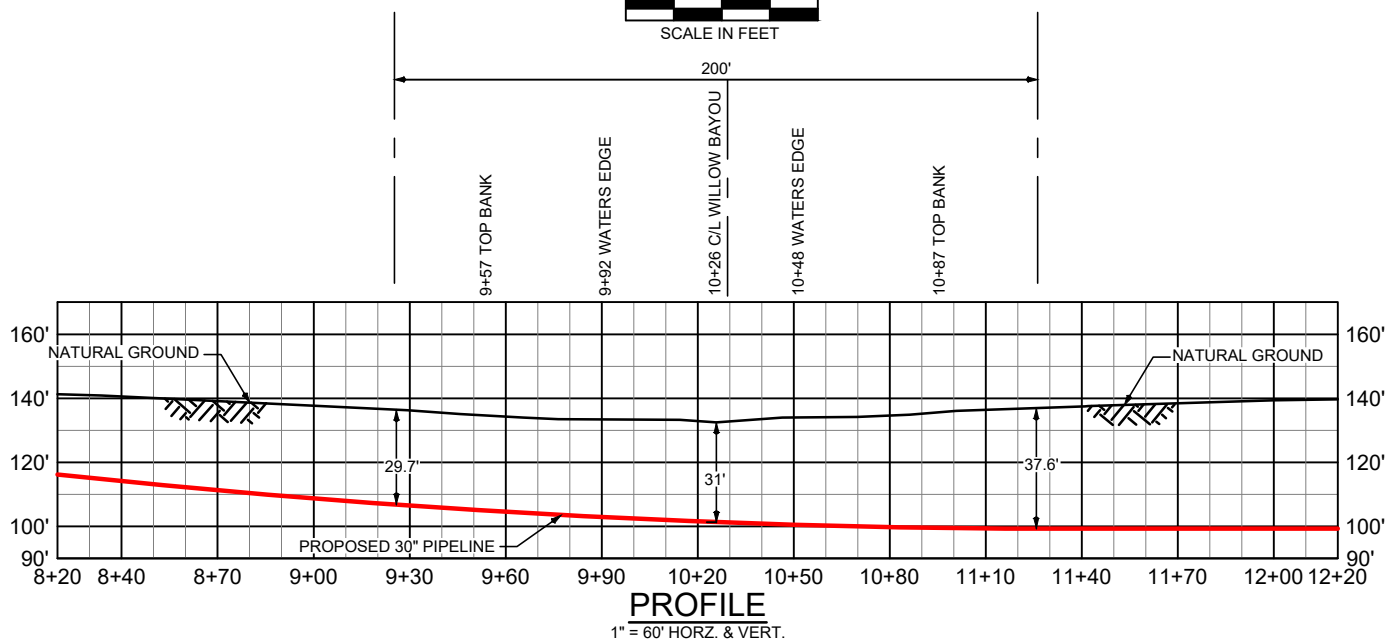 SCALE IN FEET
200'
9+57 TOP BANK
9+92 WATERS EDGE
10+26 C/L WILLOW BAYOU
10+48 WATERS EDGE
10+87 TOP BANK
160' 160'
NATURAL GROUND NATURAL GROUND
140' 140'
120' 29.7' 31' 37.6' 120'
100' 100'
PROPOSED 30" PIPELINE
90' 90'
8+20 8+40 8+70 9+00 9+30 9+60 9+90 10+20 10+50 10+80 11+10 11+40 11+70 12+00 12+20
PROFILE
1" = 60' HORZ. & VERT.